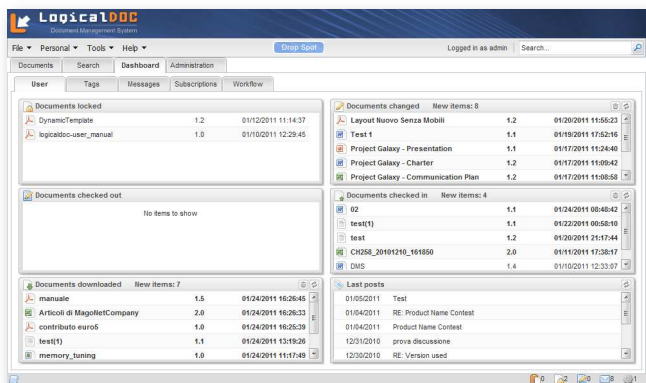 LogicalDOC
Document Management System
File Personal Tools Help Drop Spot Logged in as admin Search...
Documents Search Dashboard Administration
User Tags Messages Subscriptions Workflow
Documents locked
DynamicTemplate 1.2 01/12/2011 11:14:37
logicaldoc-user_manual 1.0 01/10/2011 12:29:45
Documents changed New items: 8
Layout Nuovo Senza Mobili 1.2 01/20/2011 11:55:23
Test 1 1.1 01/19/2011 17:52:16
Project Galaxy - Presentation 1.1 01/17/2011 11:24:40
Project Galaxy - Charter 1.2 01/17/2011 11:09:42
Project Galaxy - Communication Plan 1.2 01/17/2011 11:08:58
Documents checked out
No items to show
Documents checked in New items: 4
02 1.1 01/24/2011 08:48:42
test(1) 1.1 01/22/2011 00:58:10
test 1.2 01/20/2011 21:17:44
CH258_20101210_161850 2.0 01/11/2011 17:38:17
DMS 1.4 01/10/2011 12:33:07
Documents downloaded New items: 7
manuale 1.5 01/24/2011 16:26:45
Articoli di MagoNetCompany 2.0 01/24/2011 16:26:33
contributo euro5 1.0 01/24/2011 16:25:39
test(1) 1.1 01/24/2011 13:19:26
memory_tuning 1.0 01/24/2011 11:17:49
Last posts
01/05/2011 Test
01/04/2011 RE: Product Name Contest
01/04/2011 Product Name Contest
12/31/2010 prova discussione
12/30/2010 RE: Version used
0 2 0 8 1